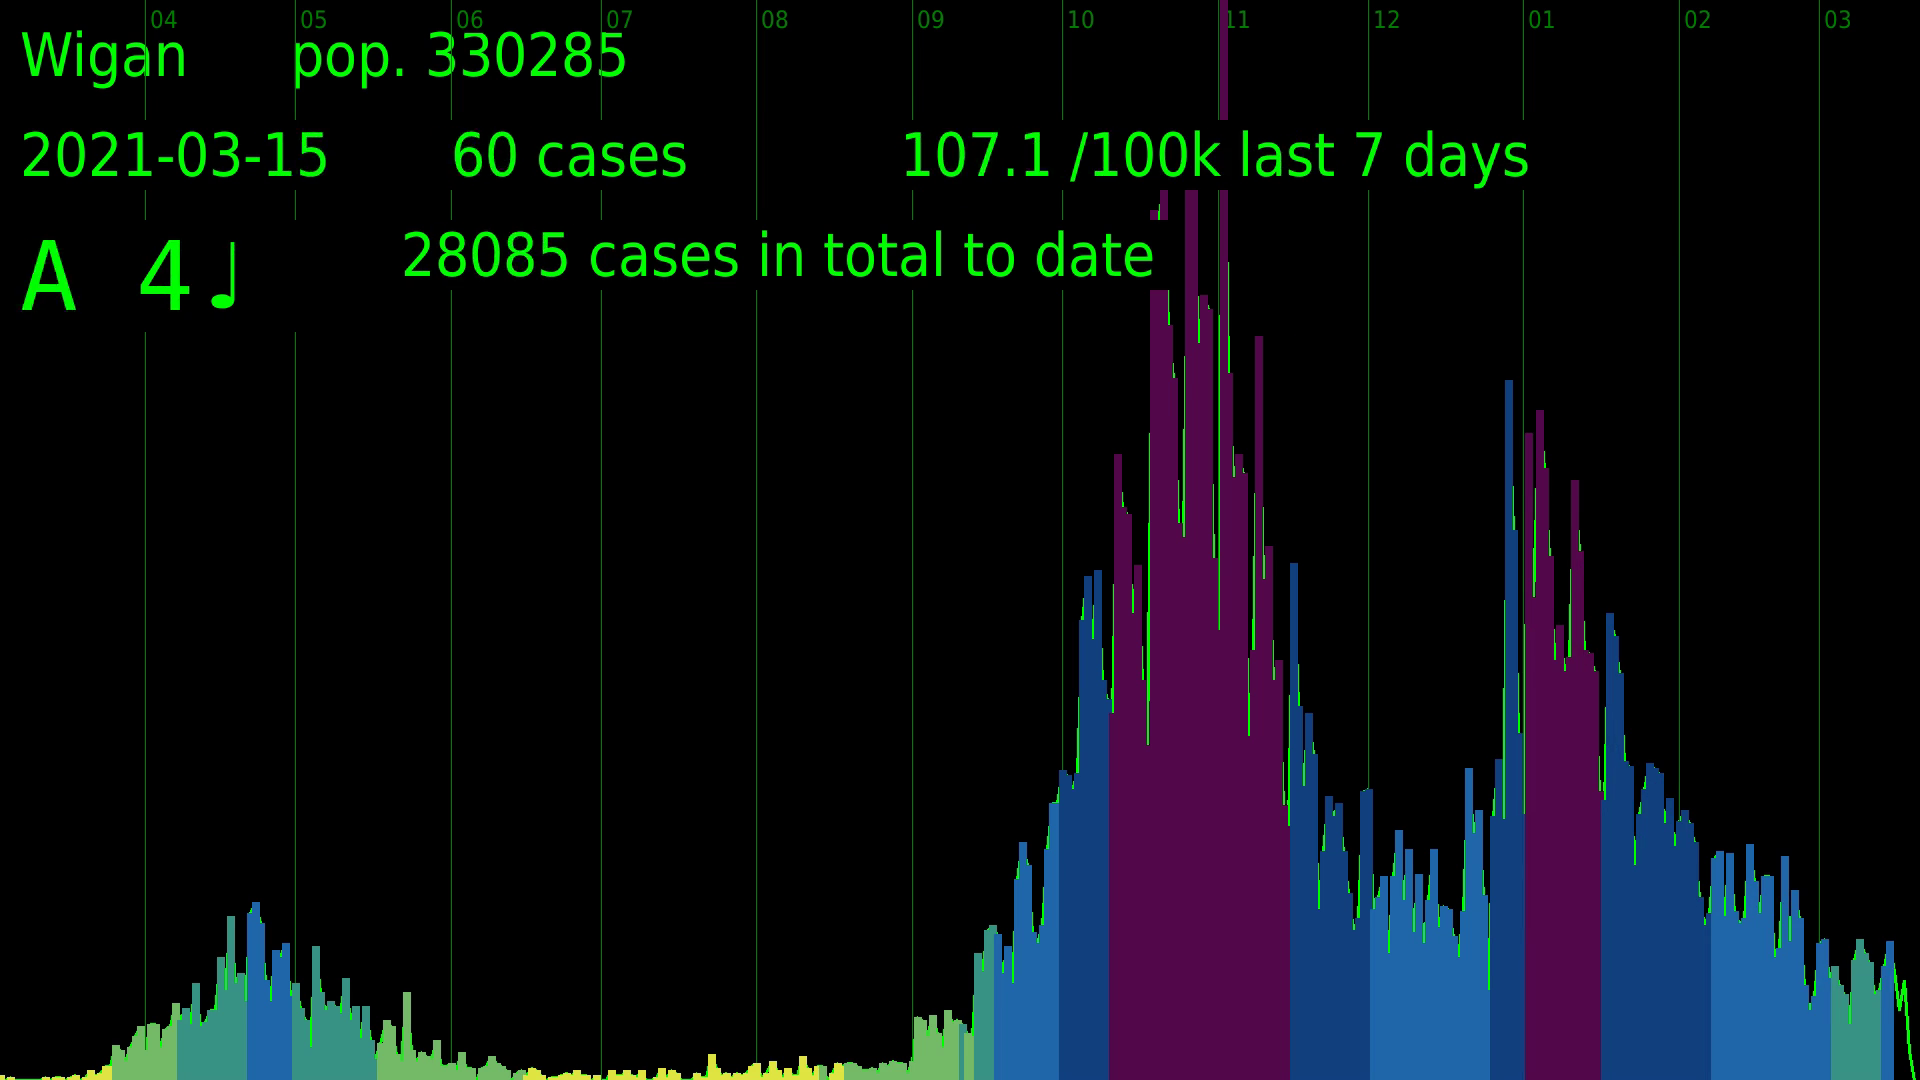 04 05 06 07 08 09 10 11 12 01 02 03
Wigan pop. 330285
2021-03-15 60 cases 107.1 /100k last 7 days
28085 cases in total to date
A 4♩